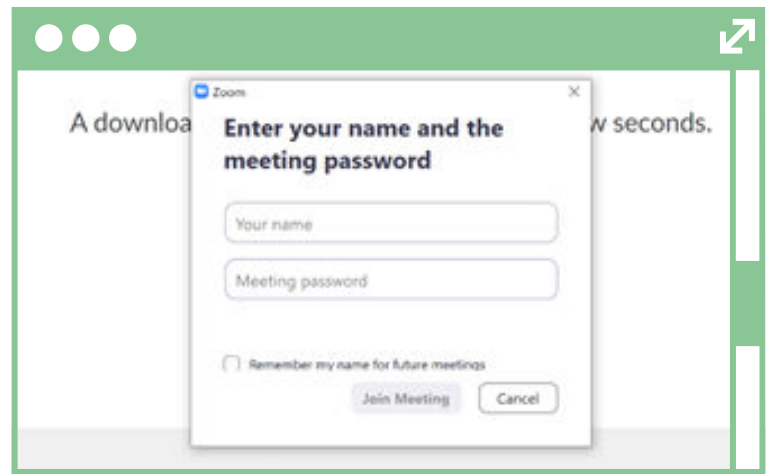 Zoom
A downloa
w seconds.
Enter your name and the
meeting password
Your name
Meeting password
Remember my name for future meetings
Join Meeting
Cancel